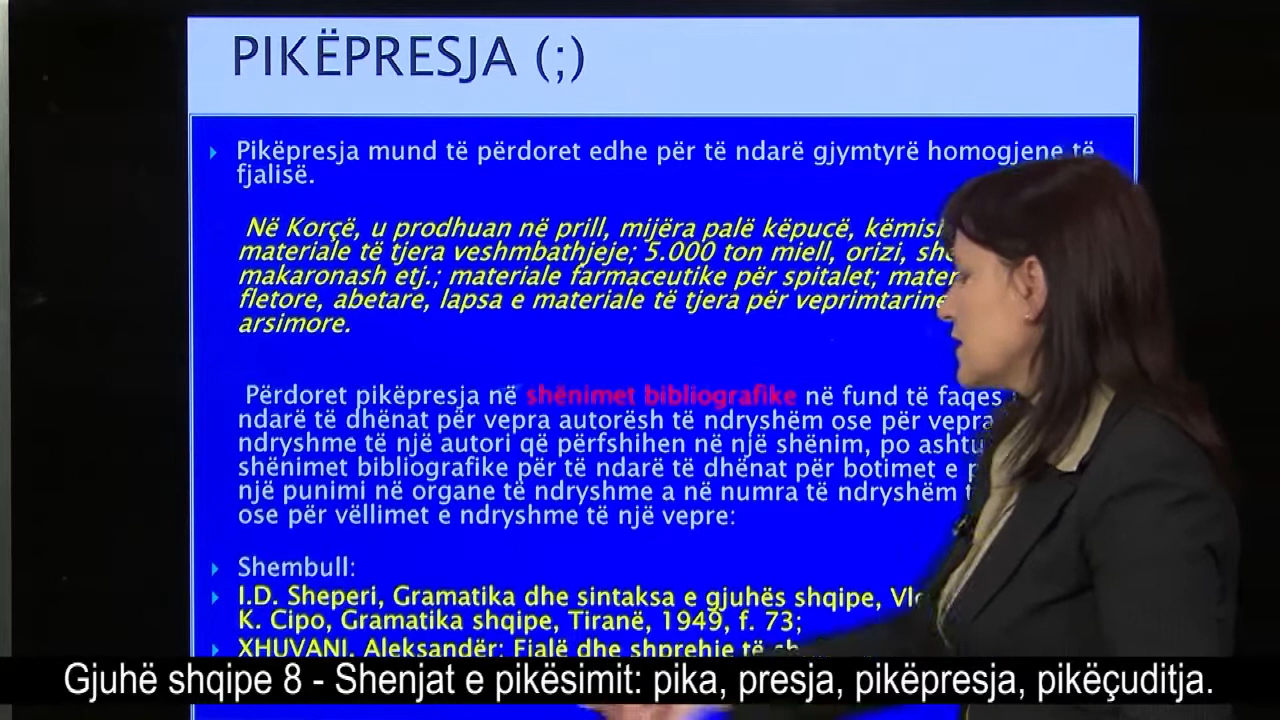 PIKËPRESJA (;)
Pikëpresja mund të përdoret edhe për të ndarë gjymtyrë homogjene të
fjalisë.
Në Korçë, u prodhuan në prill, mijëra palë këpucë,
materiale të tjera veshmbathjeje; 5.000 ton miell, orizi,
makaronash etj.; materiale farmaceutike për spitalet;
fletore, abetare, lapsa e materiale të tjera për
arsimore.
Përdoret pikëpresja në shënimet bibliografike në fund të faqes
ndarë të dhënat për vepra autorësh të ndryshëm ose për vepra
ndryshme të një autori që përfshihen në një shënim, po
shënimet bibliografike për të ndarë të dhënat për botimet e
një punimi në organe të ndryshme a në numra të ndryshëm
ose për vëllimet e ndryshme të një vepre:
Shembull:
I.D. Sheperi, Gramatika dhe sintaksa e gjuhës shqipe,
K. Cipo, Gramatika shqipe, Tiranë, 1949, f. 73;
XHUVANI, Aleksandër: Fjalë dhe shprehje të
Gjuhë shqipe 8 - Shenjat e pikësimit: pika, presja, pikëpresja, pikëçuditja.